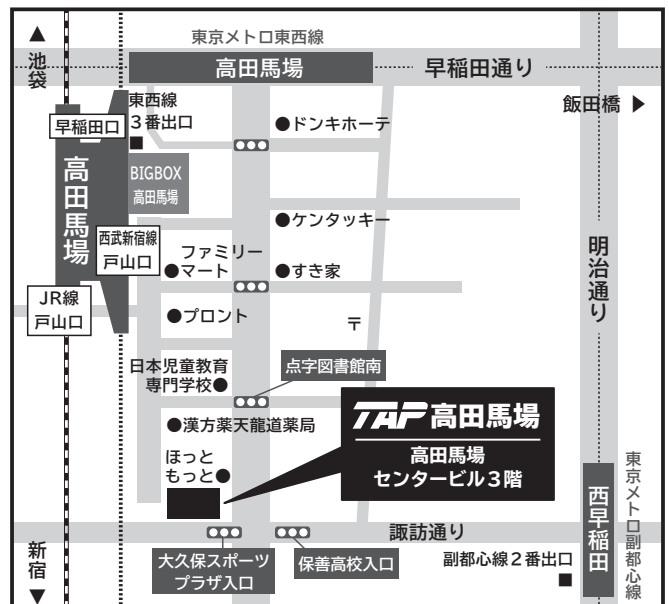 東京メトロ東西線
▲
池袋
高田馬場
早稲田通り
飯田橋 ▶
東西線
3番出口
■
早稲田口
●ドンキホーテ
BIGBOX
高田馬場
高田馬場
●ケンタッキー
西武新宿線
戸山口
ファミリー
●マート
●すき家
明治通り
JR線
戸山口
●プロント
〒
日本児童教育
専門学校●
点字図書館南
TAP 高田馬場
高田馬場
センタービル3階
●漢方薬天龍道薬局
ほっと
もっと●
西早稲田
東京メトロ副都心線
諏訪通り
大久保スポーツ
プラザ入口
保善高校入口
副都心線2番出口
■
新宿
▼